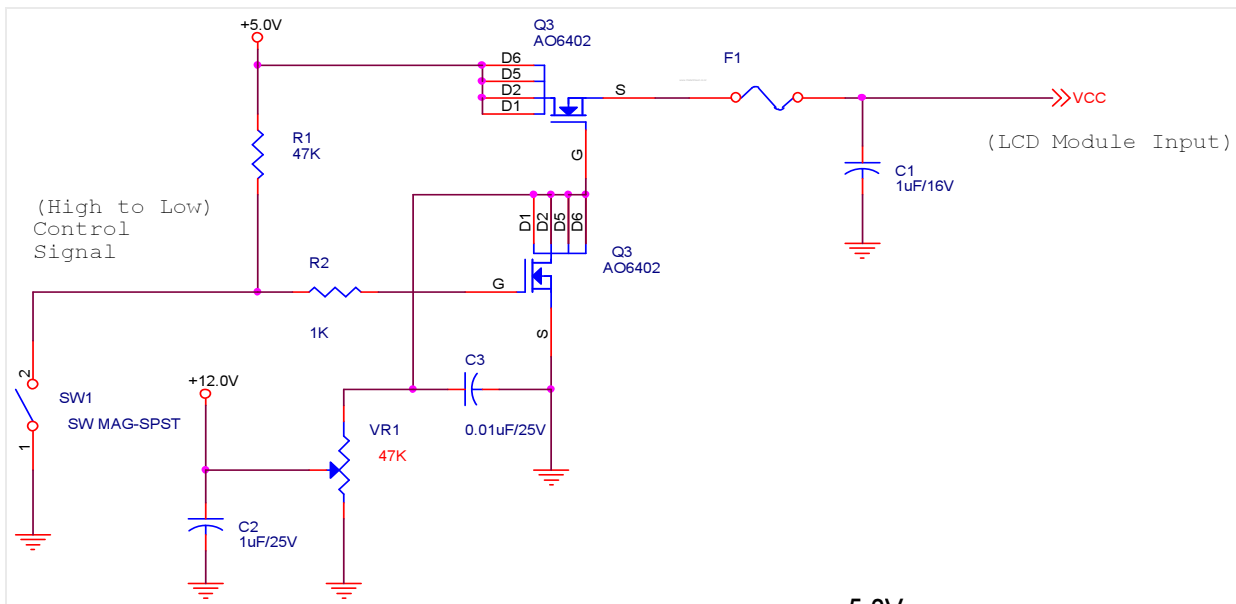 +5.0V
Q3
AO6402
D6
D5
D2
D1
S
G
F1
VCC
(LCD Module Input)
R1
47K
C1
1uF/16V
(High to Low)
Control
Signal
D1
D2
D5
D6
Q3
AO6402
R2
1K
G
S
C3
0.01uF/25V
+12.0V
2
SW1
SW MAG-SPST
1
VR1
47K
C2
1uF/25V